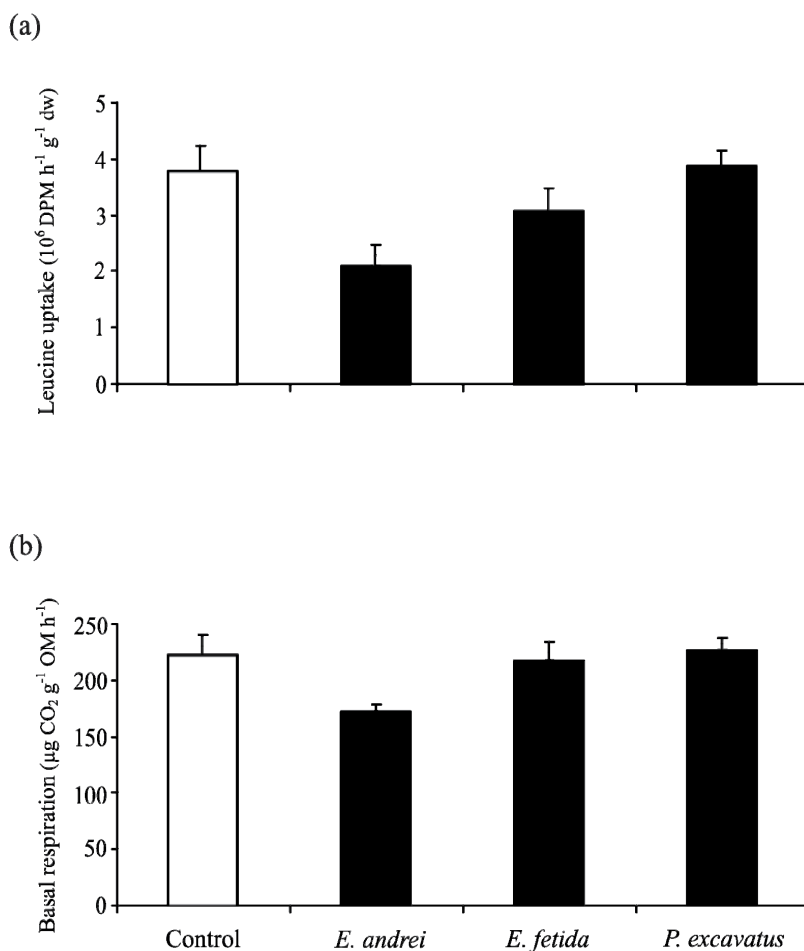 (a)
Leucine uptake (10⁶ DPM h⁻¹ g⁻¹ dw)
5
4
3
2
1
0
(b)
Basal respiration (µg CO₂ g⁻¹ OM h⁻¹)
250
200
150
100
50
0
Control E. andrei E. fetida P. excavatus